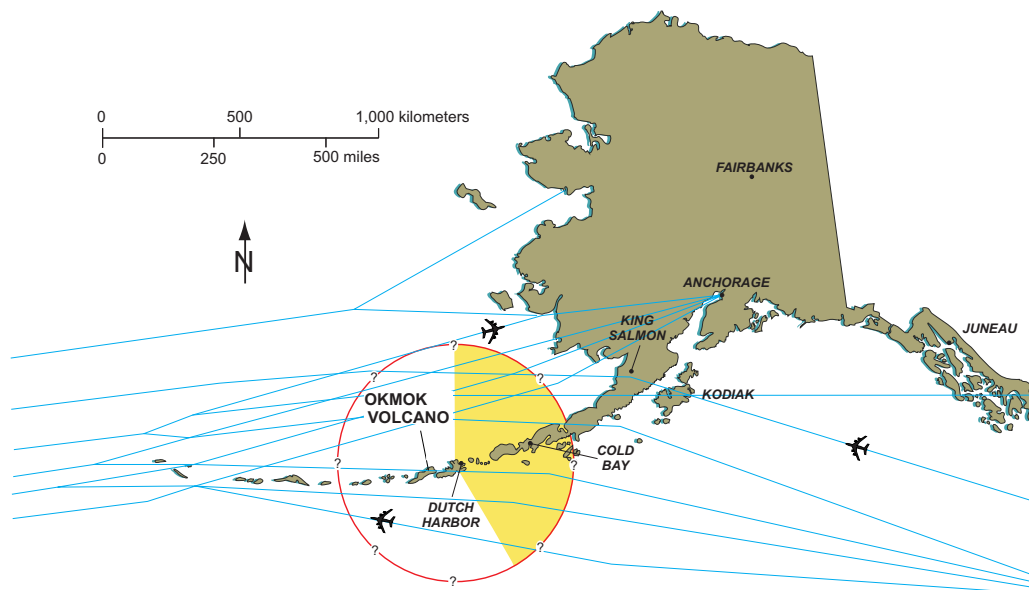 0 500 1,000 kilometers
0 250 500 miles
N
FAIRBANKS
ANCHORAGE
KING
SALMON
JUNEAU
KODIAK
OKMOK
VOLCANO
COLD
BAY
DUTCH
HARBOR
?
?
?
?
?
?
?
?